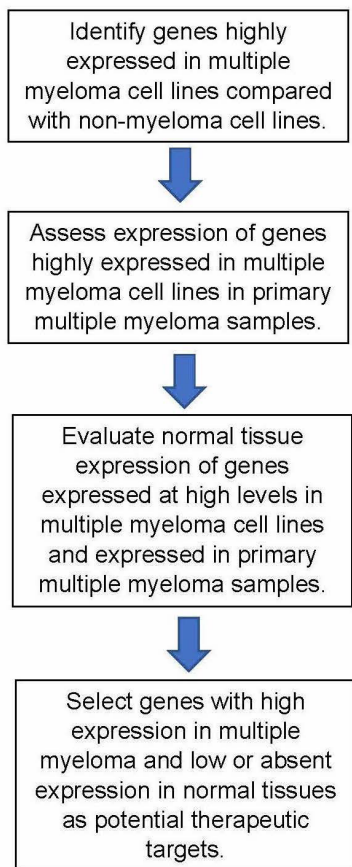 Identify genes highly
expressed in multiple
myeloma cell lines compared
with non-myeloma cell lines.
Assess expression of genes
highly expressed in multiple
myeloma cell lines in primary
multiple myeloma samples.
Evaluate normal tissue
expression of genes
expressed at high levels in
multiple myeloma cell lines
and expressed in primary
multiple myeloma samples.
Select genes with high
expression in multiple
myeloma and low or absent
expression in normal tissues
as potential therapeutic
targets.